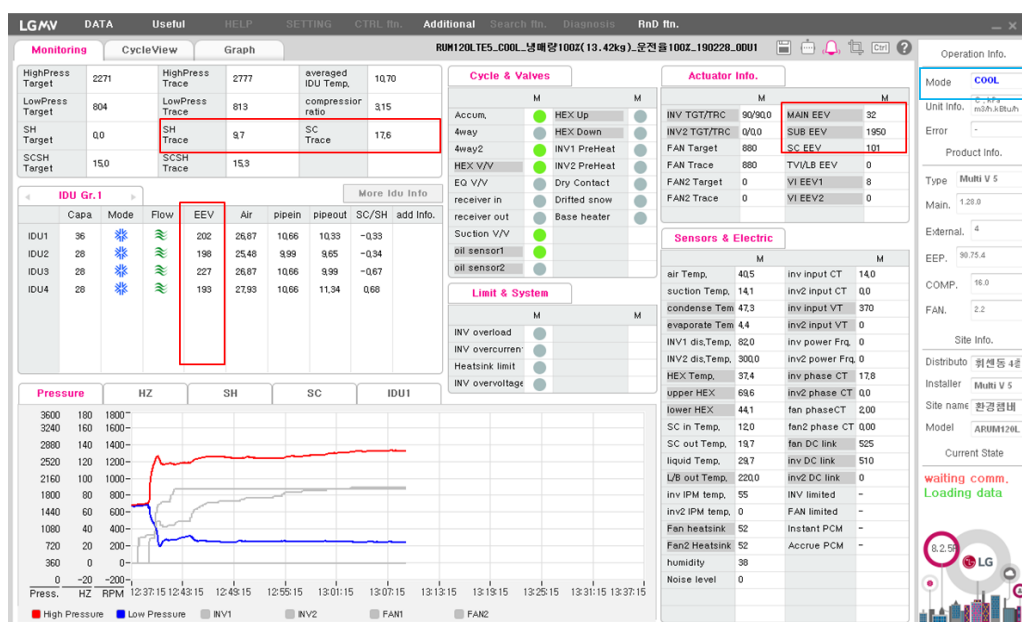 LGMV DATA Useful HELP SETTING CTRL ftn. Additional Search ftn. Diagnosis RnD ftn.
Monitoring CycleView Graph RUM120LTE5_COOL_냉매량100%(13.42kg)_운전율100%_190228_ODU1 Ctrl ?
HighPress Target 2271 HighPress Trace 2777 averaged IDU Temp, 10,70
LowPress Target 804 LowPress Trace 813 compression ratio 3,15
SH Target 0,0 SH Trace 9,7 SC Trace 17,6
SCSH Target 15,0 SCSH Trace 15,3
IDU Gr.1 More Idu Info
Capa Mode Flow EEV Air pipein pipeout SC/SH add Info.
IDU1 36 202 26,87 10,66 10,33 -0,33
IDU2 28 198 25,48 9,99 9,65 -0,34
IDU3 28 227 26,87 10,66 9,99 -0,67
IDU4 28 193 27,93 10,66 11,34 0,68
Pressure HZ SH SC IDU1
3600 180 1800
3240 160 1600
2880 140 1400
2520 120 1200
2160 100 1000
1800 80 800
1440 60 600
1080 40 400
720 20 200
360 0 0
0 -20 -200
Press. HZ RPM 12:37:15 12:43:15 12:49:15 12:55:15 13:01:15 13:07:15 13:13:15 13:19:15 13:25:15 13:31:15 13:37:15
High Pressure Low Pressure INV1 INV2 FAN1 FAN2
Cycle & Valves
M M
Accum, HEX Up
4way HEX Down
4way2 INV1 PreHeat
HEX V/V INV2 PreHeat
EQ V/V Dry Contact
receiver in Drifted snow
receiver out Base heater
Suction V/V
oil sensor1
oil sensor2
Limit & System
M M
INV overload
INV overcurren
Heatsink limit
INV overvoltage
Actuator Info.
M M
INV TGT/TRC 90/90,0 MAIN EEV 32
INV2 TGT/TRC 0/0,0 SUB EEV 1950
FAN Target 880 SC EEV 101
FAN Trace 880 TVI/LB EEV 0
FAN2 Target 0 VI EEV1 8
FAN2 Trace 0 VI EEV2 0
Sensors & Electric
M M
air Temp, 40,5 inv input CT 14,0
suction Temp, 14,1 inv2 input CT 0,0
condense Tem 47,3 inv input VT 370
evaporate Tem 4,4 inv2 input VT 0
INV1 dis,Temp, 82,0 inv power Frq, 0
INV2 dis,Temp, 300,0 inv2 power Frq, 0
HEX Temp, 37,4 inv phase CT 17,8
upper HEX 69,6 inv2 phase CT 0,0
lower HEX 44,1 fan phaseCT 2,00
SC in Temp, 12,0 fan2 phase CT 0,00
SC out Temp, 19,7 fan DC link 525
liquid Temp, 29,7 inv DC link 510
L/B out Temp, 220,0 inv2 DC link 0
inv IPM temp, 55 INV limited -
inv2 IPM temp, 0 FAN limited -
Fan heatsink 52 Instant PCM -
Fan2 Heatsink 52 Accrue PCM -
humidity 38
Noise level 0
Operation Info.
Mode COOL
Unit Info. m3/h.kBtu/h
Error -
Product Info.
Type Multi V 5
Main. 1.28.0
External. 4
EEP. 90.75.4
COMP. 16.0
FAN. 2.2
Site Info.
Distributo 휘센동 4층
Installer Multi V 5
Site name 환경챔버
Model ARUM120L
Current State
waiting comm,
Loading data
8.2.5
LG